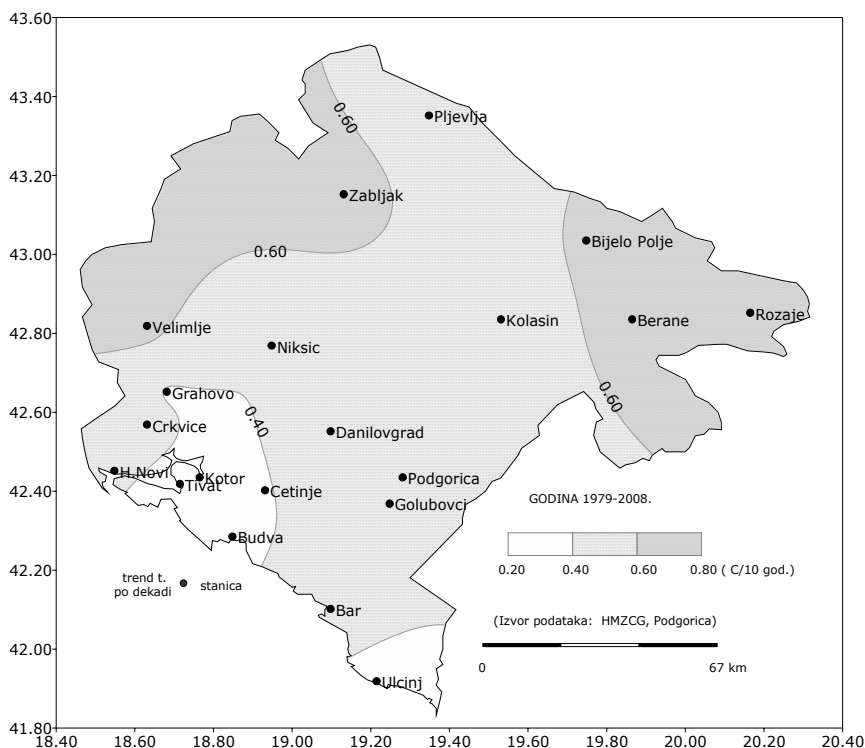 43.60
43.40
43.20
43.00
42.80
42.60
42.40
42.20
42.00
41.80
0.60
Pljevlja
Zabljak
0.60
Bijelo Polje
Velimlje
Kolasin
Berane
Rozaje
Niksic
Grahovo
0.60
0.40
Crkvice
Danilovgrad
H.Novi
Kotor
Tivat
Cetinje
Podgorica
Golubovci
GODINA 1979-2008.
Budva
0.20 0.40 0.60 0.80 ( C/10 god.)
trend t.
po dekadi
stanica
Bar
(Izvor podataka: HMZCG, Podgorica)
0 67 km
Ulcinj
18.40 18.60 18.80 19.00 19.20 19.40 19.60 19.80 20.00 20.20 20.40